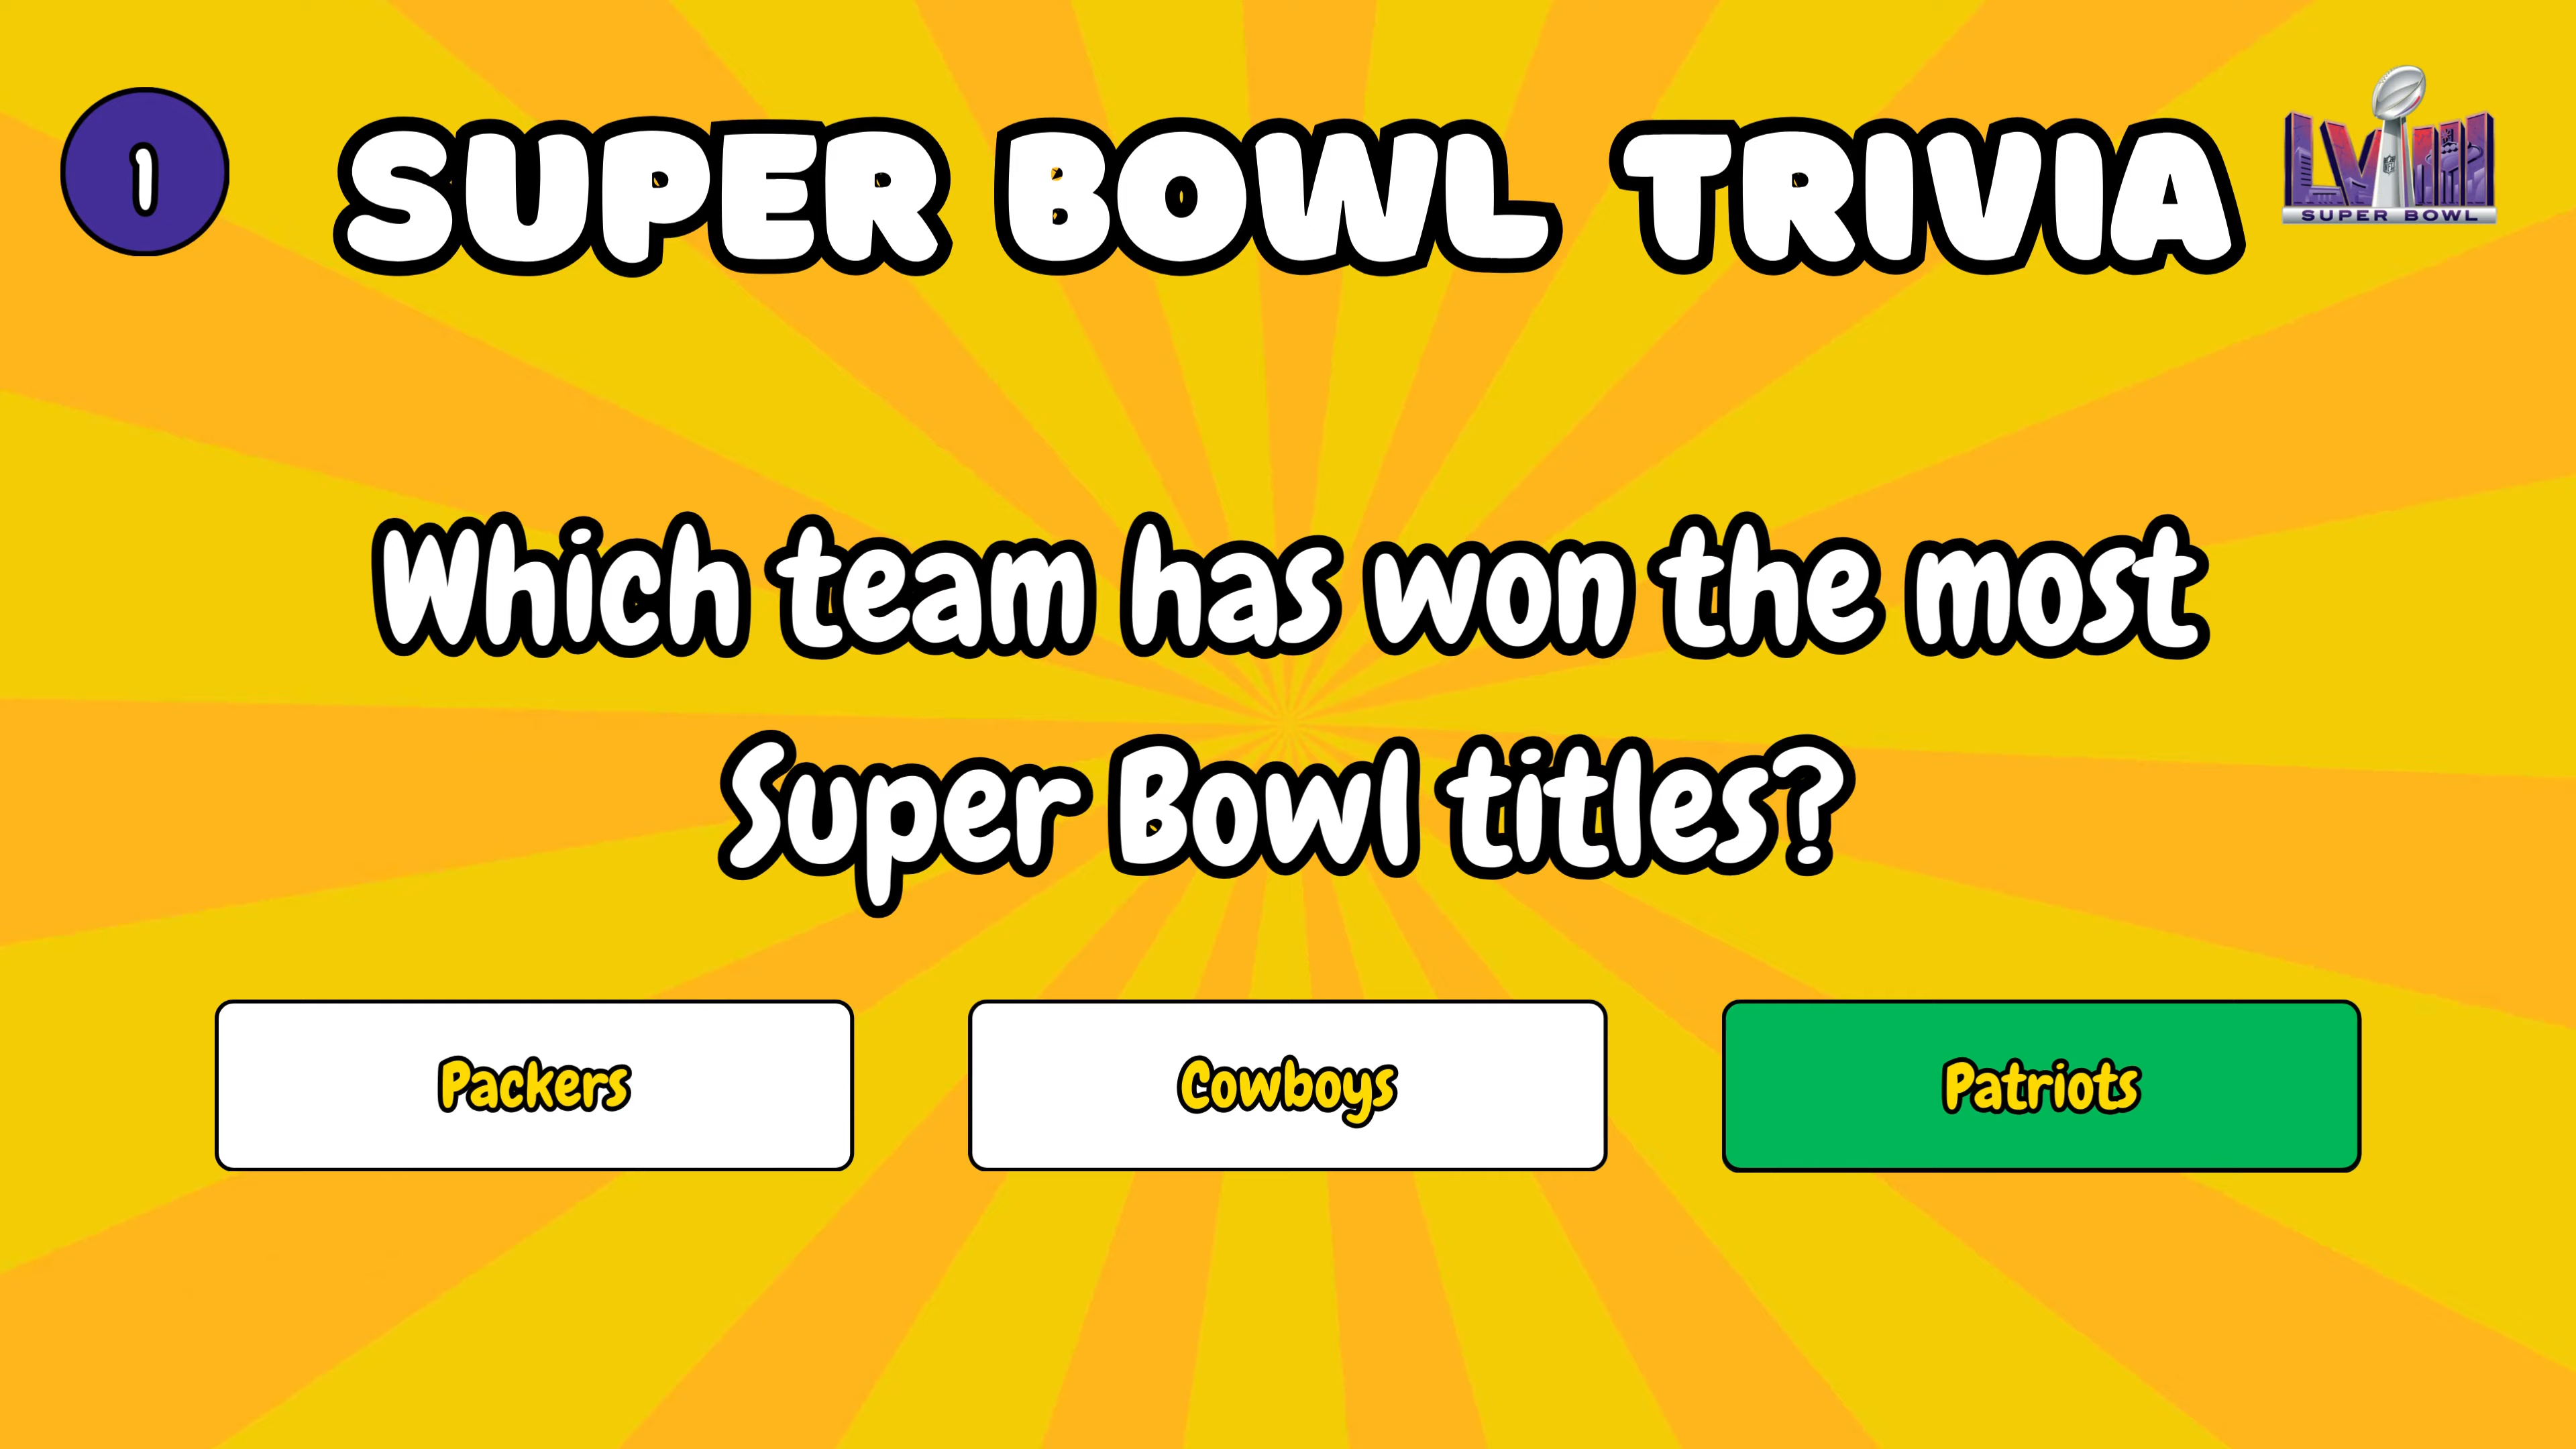 1
SUPER BOWL TRIVIA
LVIII
SUPER BOWL
Which team has won the most
Super Bowl titles?
Packers
Cowboys
Patriots